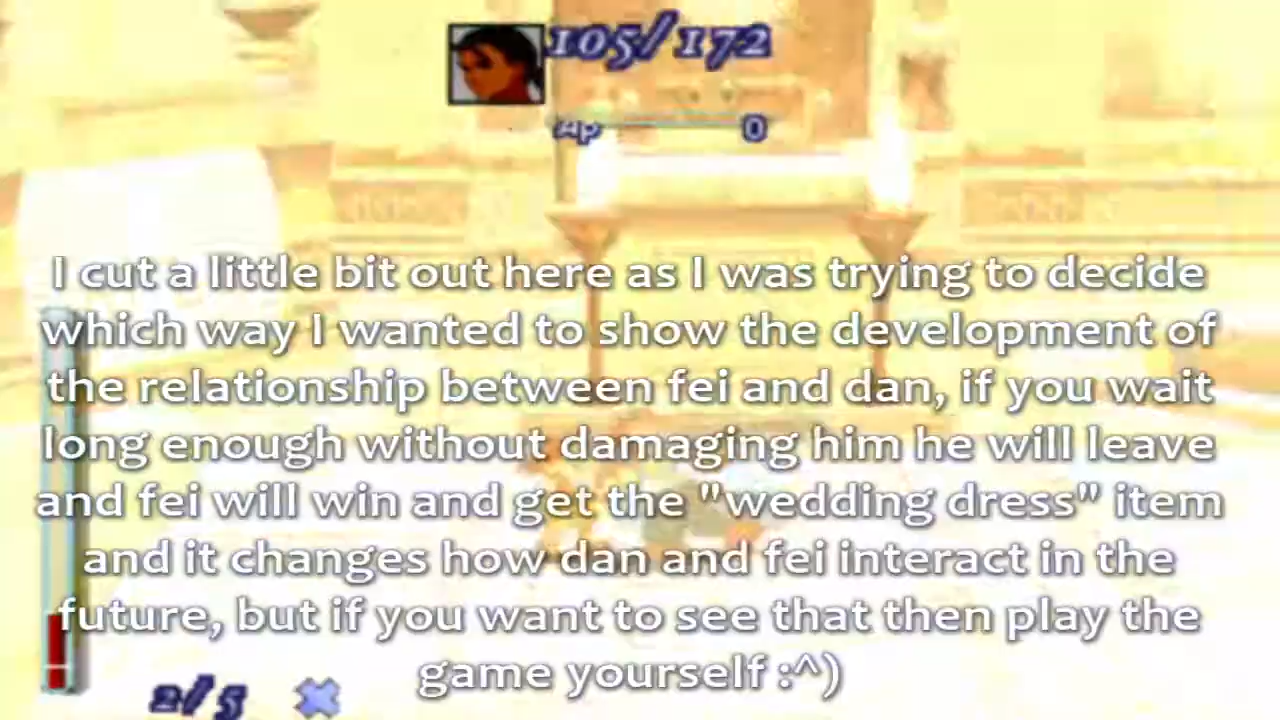 105/172
Ap 0
I cut a little bit out here as I was trying to decide
which way I wanted to show the development of
the relationship between fei and dan, if you wait
long enough without damaging him he will leave
and fei will win and get the "wedding dress" item
and it changes how dan and fei interact in the
future, but if you want to see that then play the
game yourself :^)
2/5